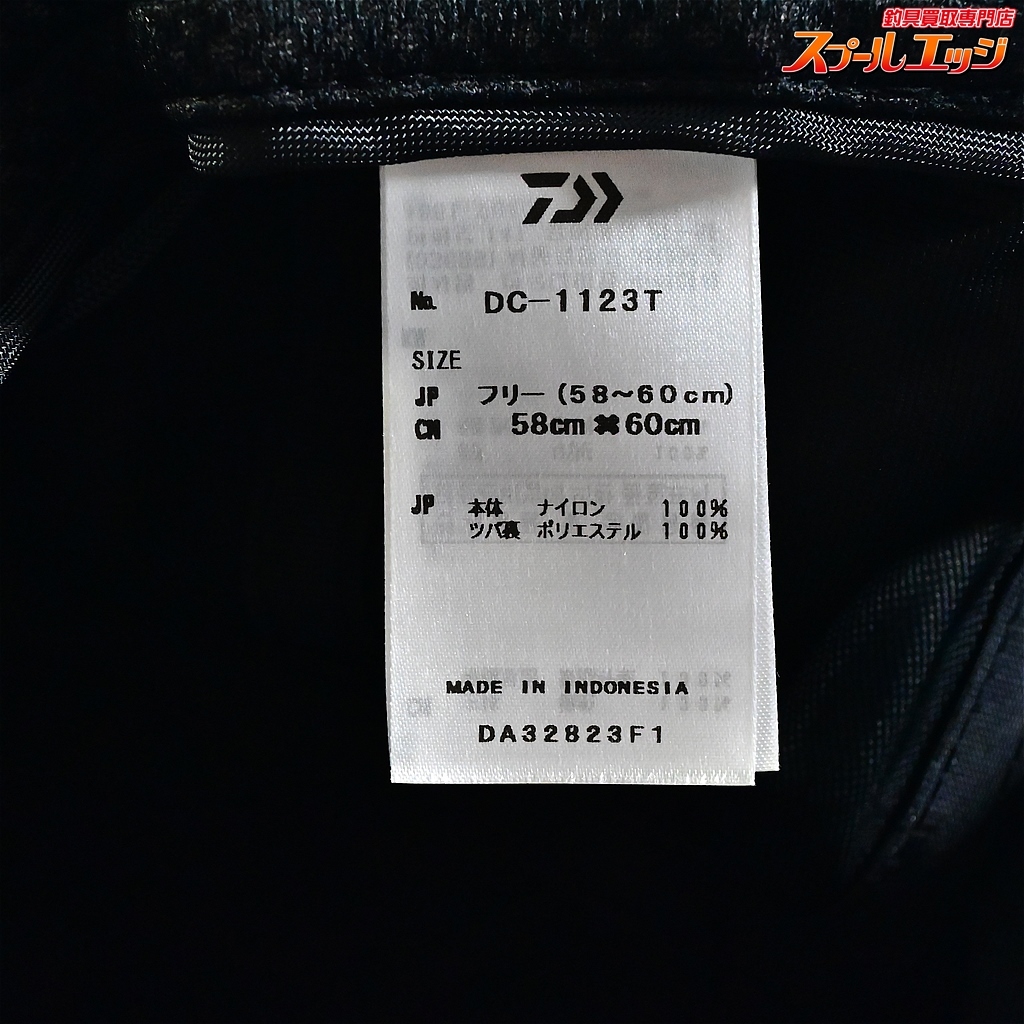 釣具買取専門店
スプールエッジ
No. DC-1123T
SIZE
JP フリー(58~60cm)
CN 58cm✖60cm
JP 本体 ナイロン 100%
ツバ裏 ポリエステル 100%
MADE IN INDONESIA
DA32823F1